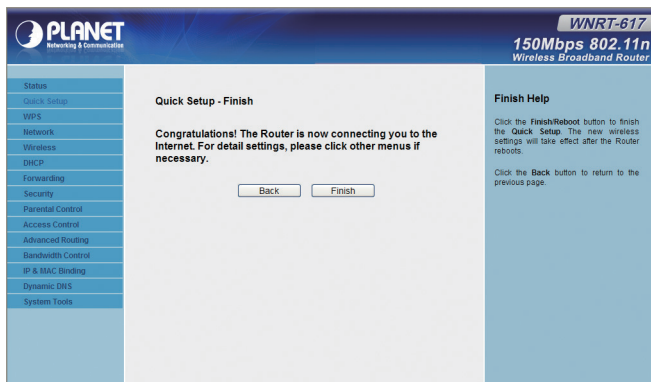 PLANET
Networking & Communication
WNRT-617
150Mbps 802.11n
Wireless Broadband Router
Status
Quick Setup
WPS
Network
Wireless
DHCP
Forwarding
Security
Parental Control
Access Control
Advanced Routing
Bandwidth Control
IP & MAC Binding
Dynamic DNS
System Tools
Quick Setup - Finish
Congratulations! The Router is now connecting you to the
Internet. For detail settings, please click other menus if
necessary.
Back Finish
Finish Help
Click the Finish/Reboot button to finish
the Quick Setup. The new wireless
settings will take effect after the Router
reboots.
Click the Back button to return to the
previous page.